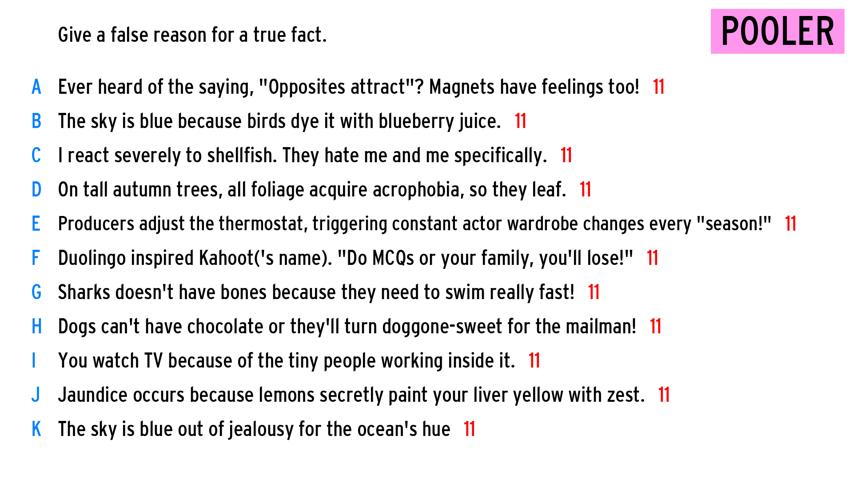 Give a false reason for a true fact.
POOLER
A Ever heard of the saying, "Opposites attract"? Magnets have feelings too! 11
B The sky is blue because birds dye it with blueberry juice. 11
C I react severely to shellfish. They hate me and me specifically. 11
D On tall autumn trees, all foliage acquire acrophobia, so they leaf. 11
E Producers adjust the thermostat, triggering constant actor wardrobe changes every "season!" 11
F Duolingo inspired Kahoot('s name). "Do MCQs or your family, you'll lose!" 11
G Sharks doesn't have bones because they need to swim really fast! 11
H Dogs can't have chocolate or they'll turn doggone-sweet for the mailman! 11
I You watch TV because of the tiny people working inside it. 11
J Jaundice occurs because lemons secretly paint your liver yellow with zest. 11
K The sky is blue out of jealousy for the ocean's hue 11